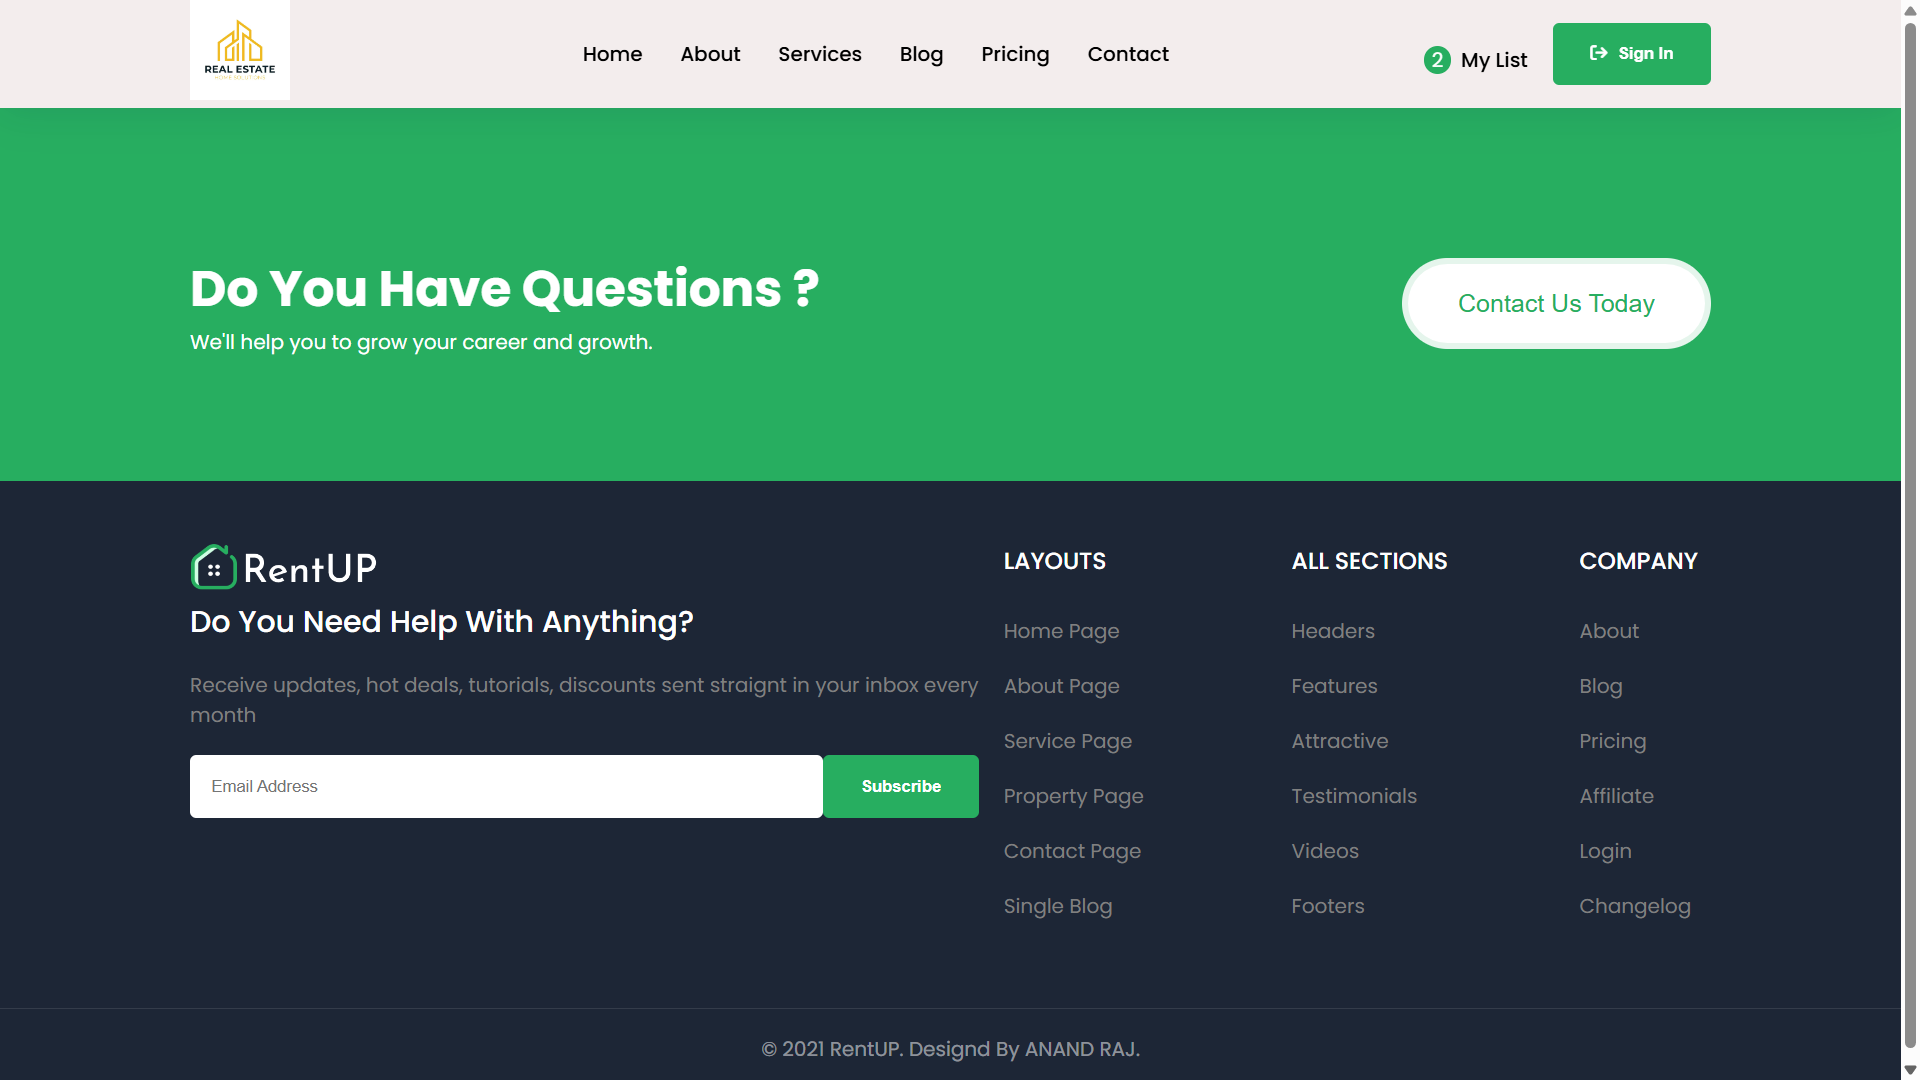 REAL ESTATE
Home
About
Services
Blog
Pricing
Contact
2 My List
Sign In
Do You Have Questions ?
We'll help you to grow your career and growth.
Contact Us Today
RentUP
Do You Need Help With Anything?
Receive updates, hot deals, tutorials, discounts sent straignt in your inbox every
month
Email Address
Subscribe
LAYOUTS
Home Page
About Page
Service Page
Property Page
Contact Page
Single Blog
ALL SECTIONS
Headers
Features
Attractive
Testimonials
Videos
Footers
COMPANY
About
Blog
Pricing
Affiliate
Login
Changelog
© 2021 RentUP. Designd By ANAND RAJ.